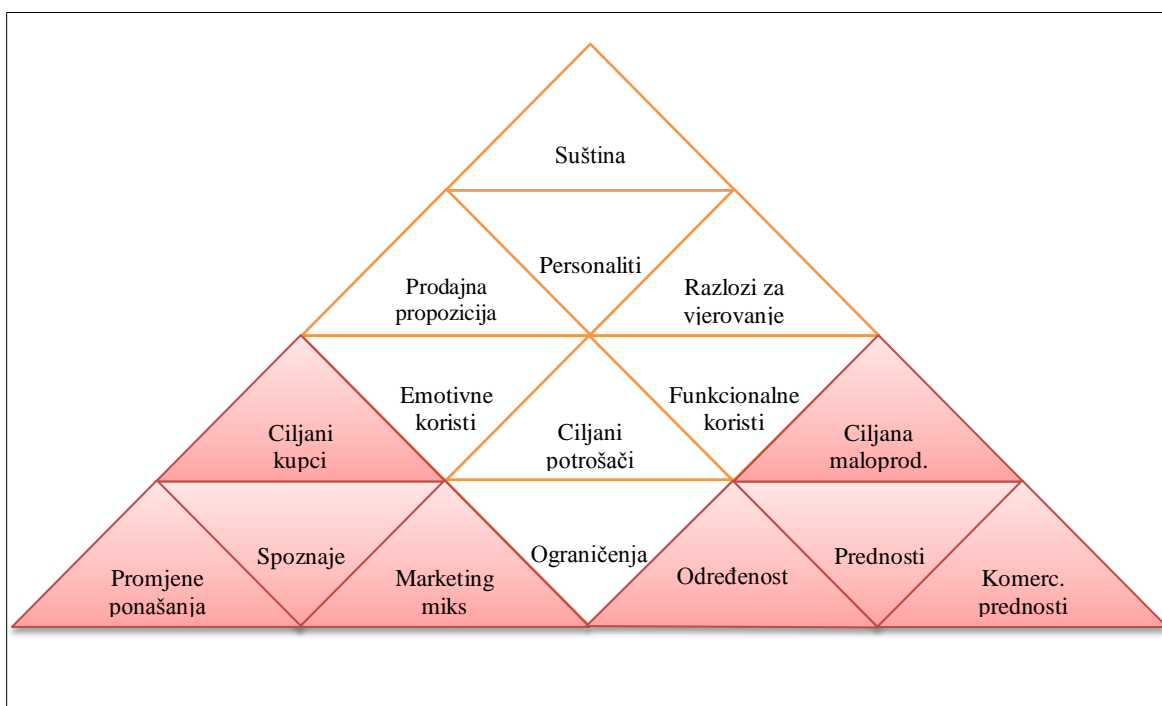 Suština
Personaliti
Prodajna
propozicija
Razlozi za
vjerovanje
Emotivne
koristi
Funkcionalne
koristi
Ciljani
kupci
Ciljani
potrošači
Ciljana
maloprod.
Spoznaje
Ograničenja
Prednosti
Promjene
ponašanja
Marketing
miks
Određenost
Komerc.
prednosti